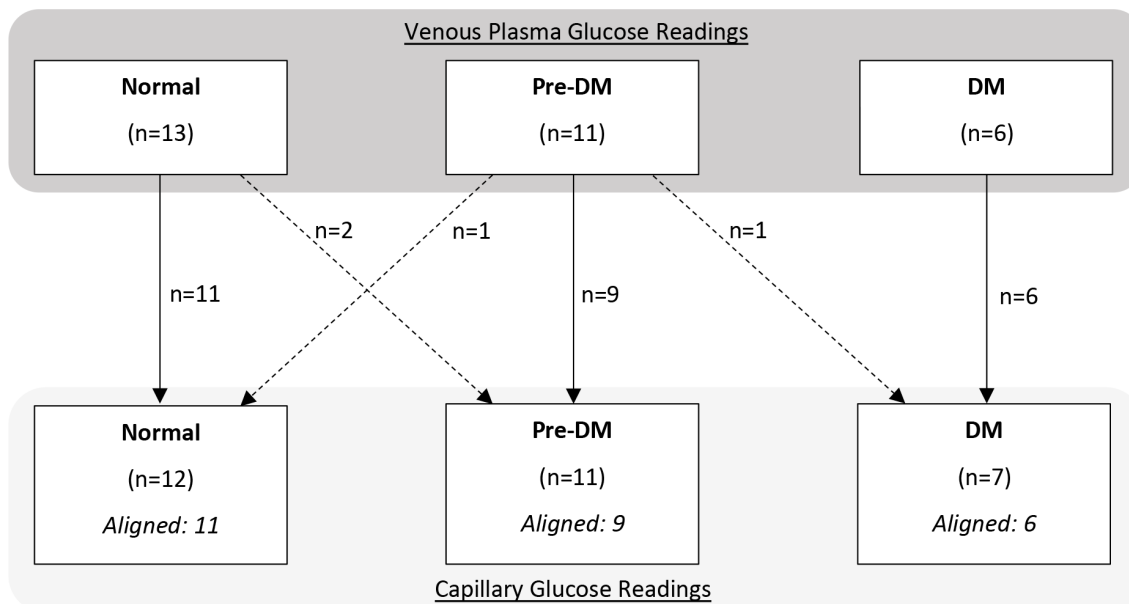 Venous Plasma Glucose Readings
Normal
(n=13)
Pre-DM
(n=11)
DM
(n=6)
n=2
n=1
n=1
n=11
n=9
n=6
Normal
(n=12)
Aligned: 11
Pre-DM
(n=11)
Aligned: 9
DM
(n=7)
Aligned: 6
Capillary Glucose Readings